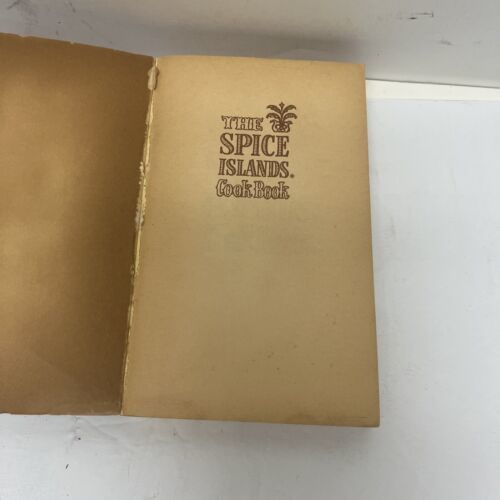 THE
SPICE
ISLANDS®
Cook Book